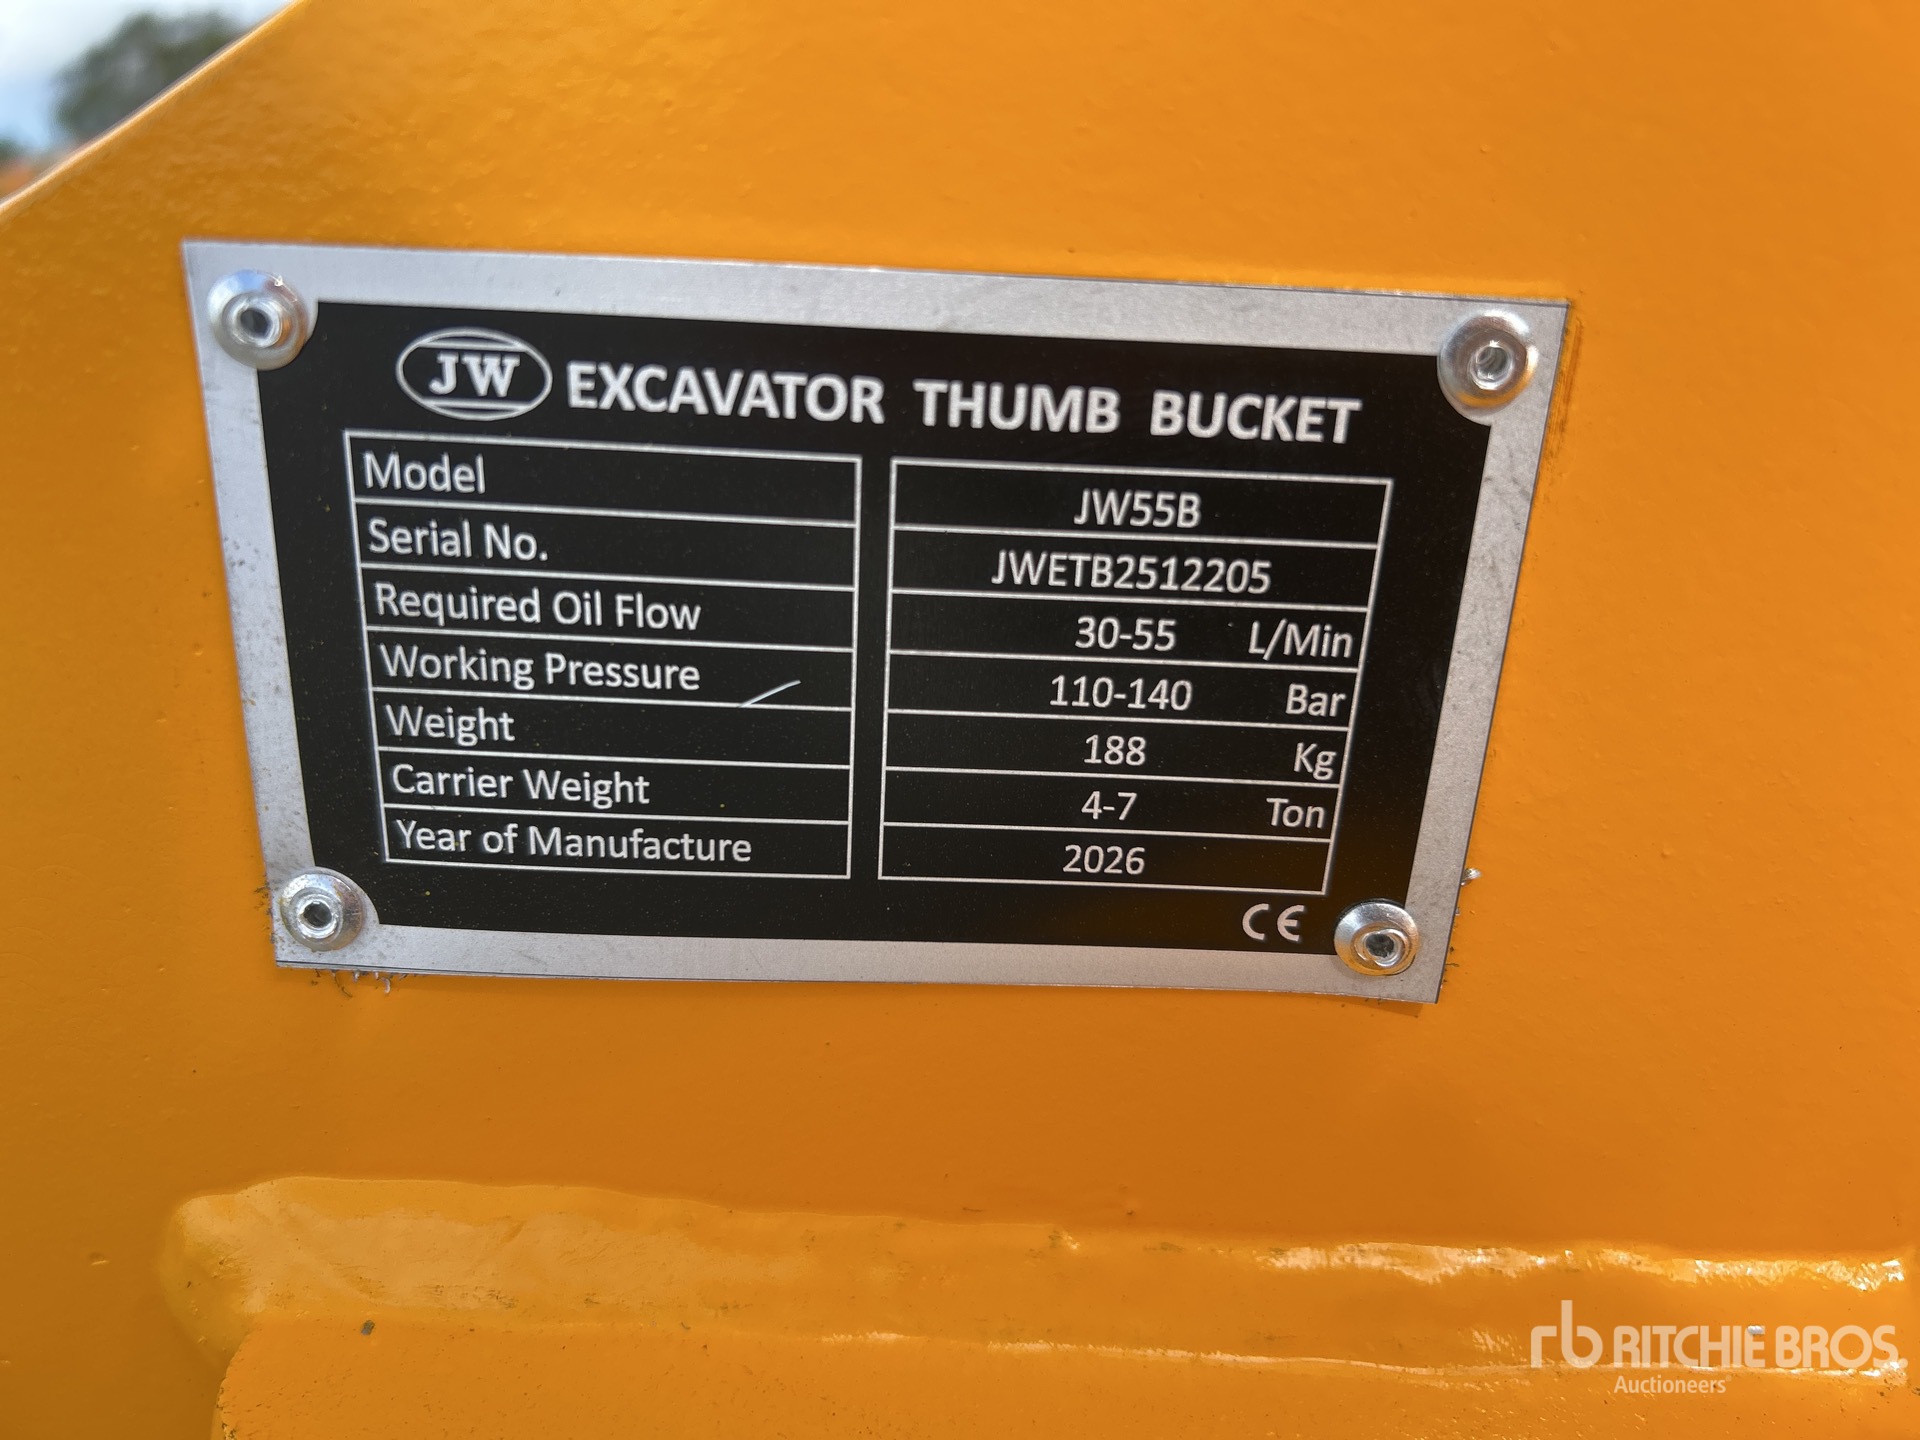 JW EXCAVATOR THUMB BUCKET
Model JW55B
Serial No. JWETB2512205
Required Oil Flow 30-55 L/Min
Working Pressure 110-140 Bar
Weight 188 Kg
Carrier Weight 4-7 Ton
Year of Manufacture 2026
CE
rb RITCHIE BROS.
Auctioneers